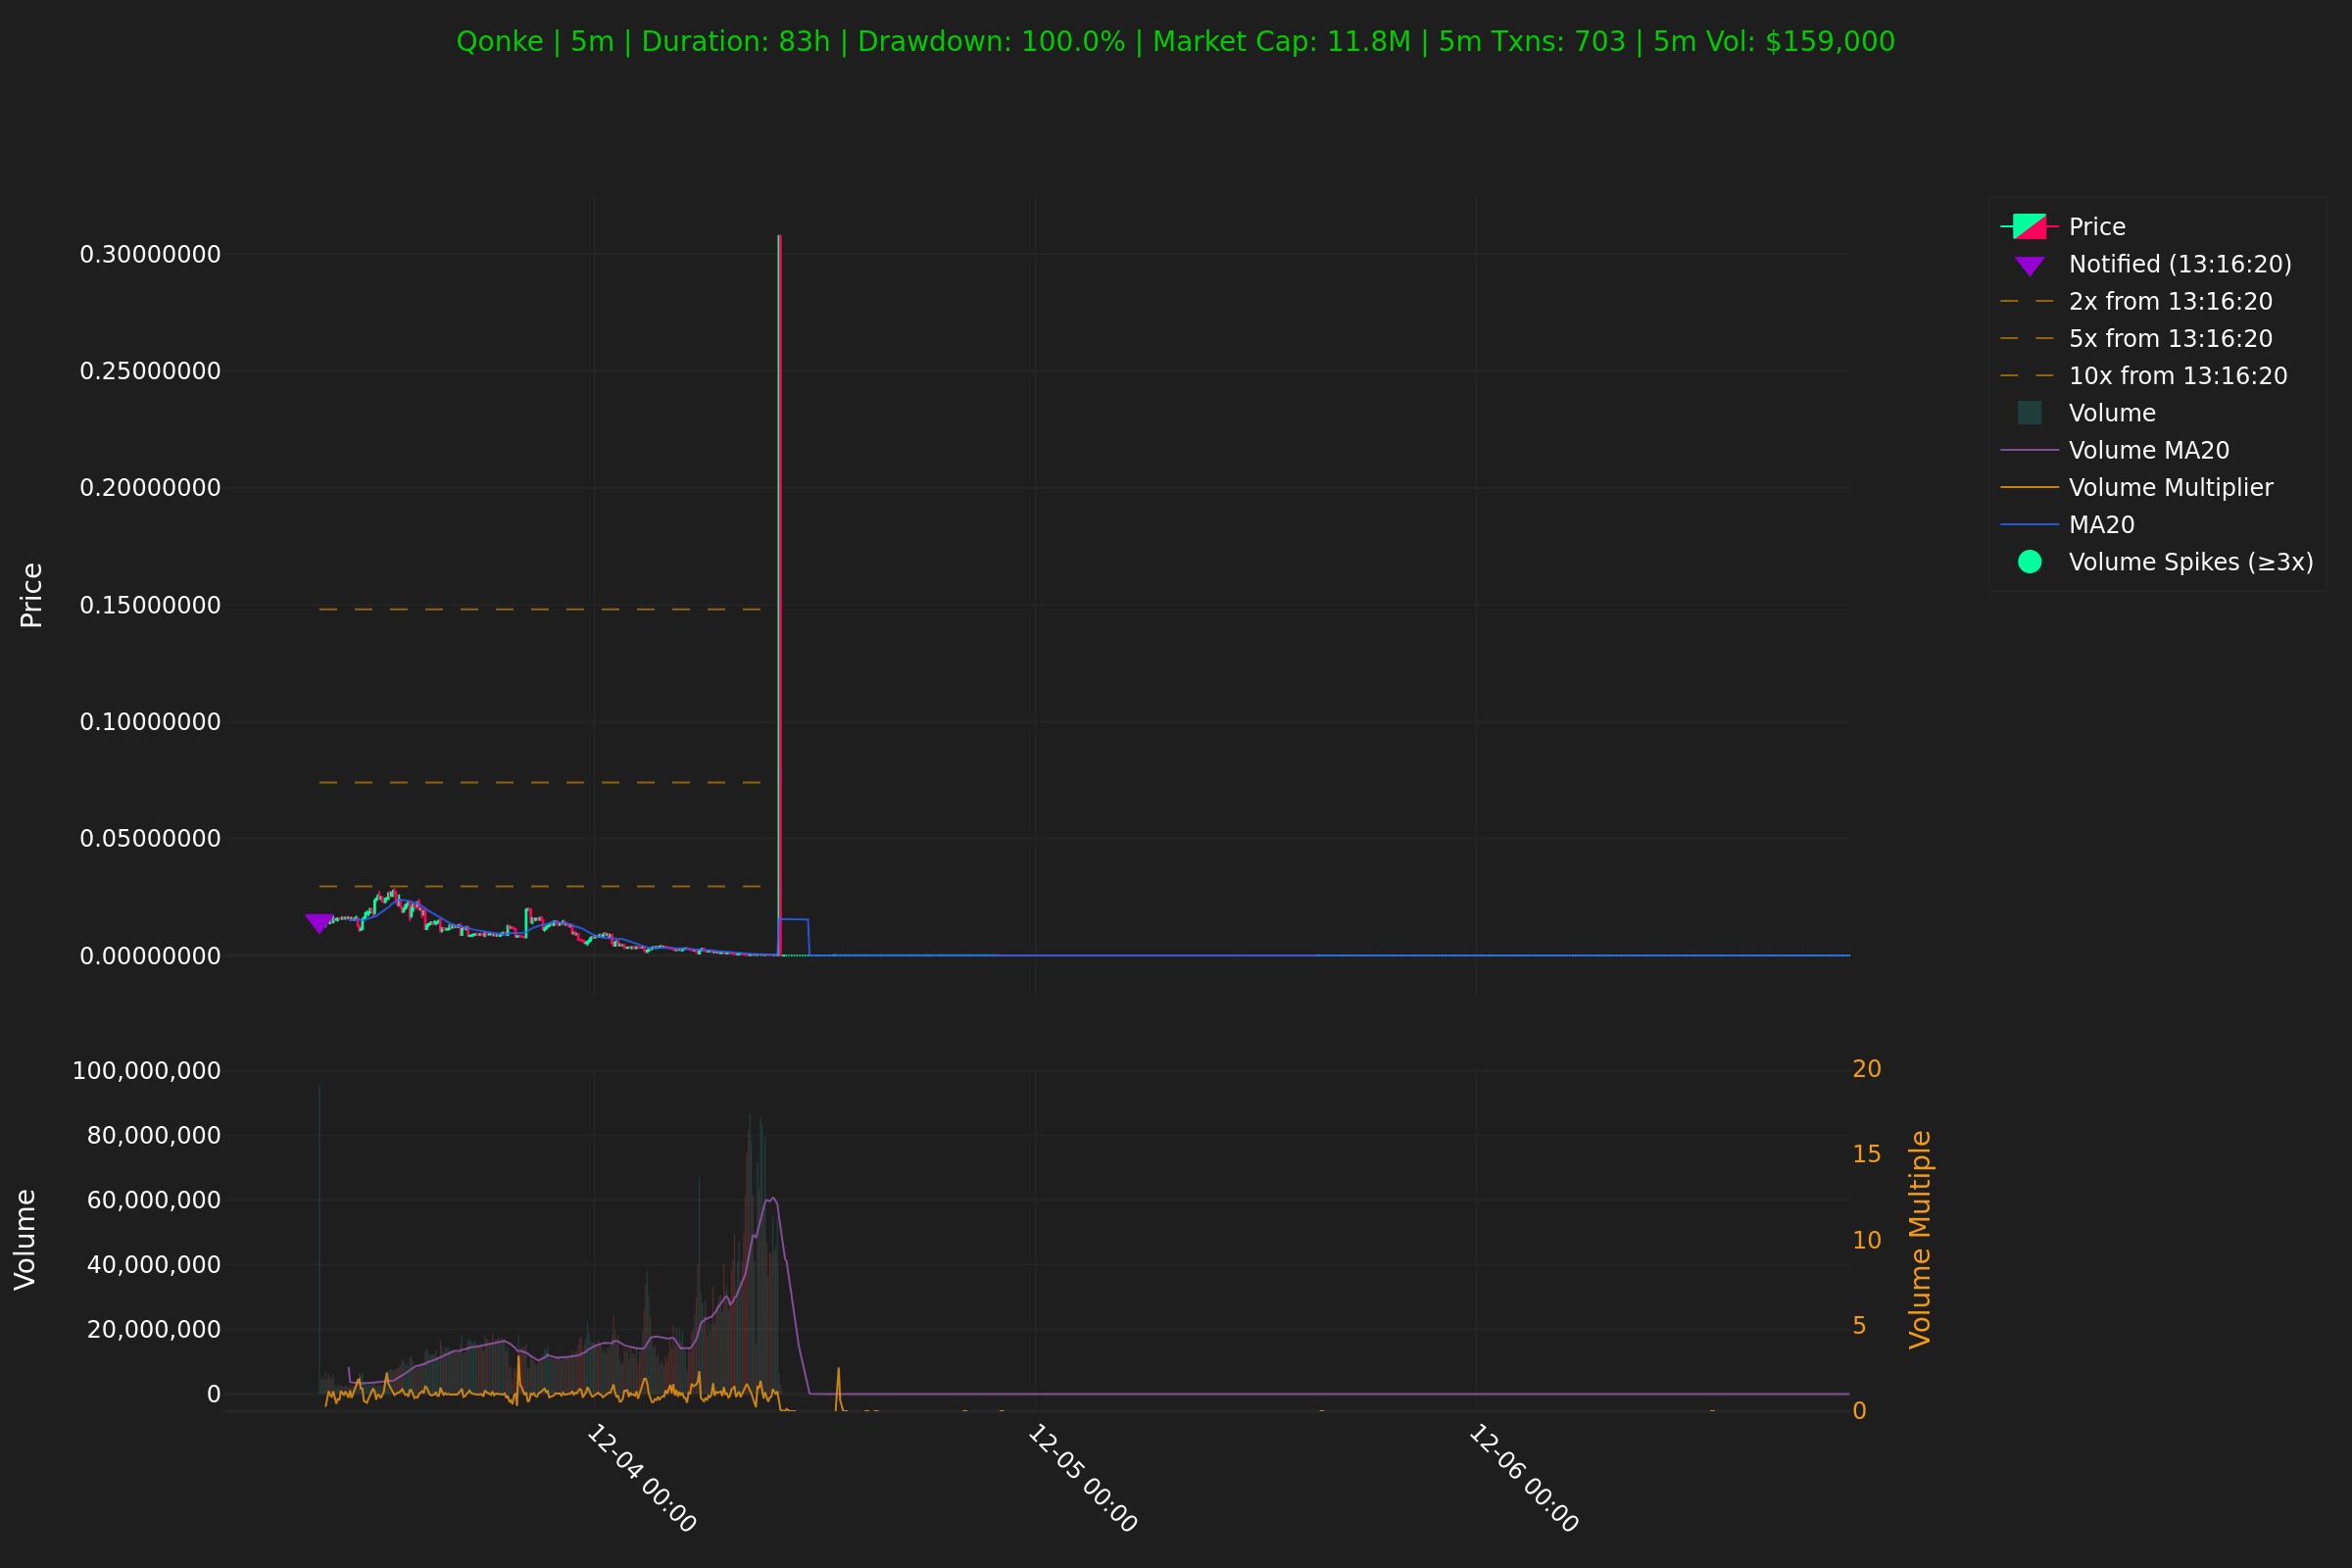 Qonke | 5m | Duration: 83h | Drawdown: 100.0% | Market Cap: 11.8M | 5m Txns: 703 | 5m Vol: $159,000
Price
0.30000000
0.25000000
0.20000000
0.15000000
0.10000000
0.05000000
0.00000000
Price
Notified (13:16:20)
2x from 13:16:20
5x from 13:16:20
10x from 13:16:20
Volume
Volume MA20
Volume Multiplier
MA20
Volume Spikes (≥3x)
Volume
100,000,000
80,000,000
60,000,000
40,000,000
20,000,000
0
20
15
10
5
0
Volume Multiple
12-04 00:00
12-05 00:00
12-06 00:00